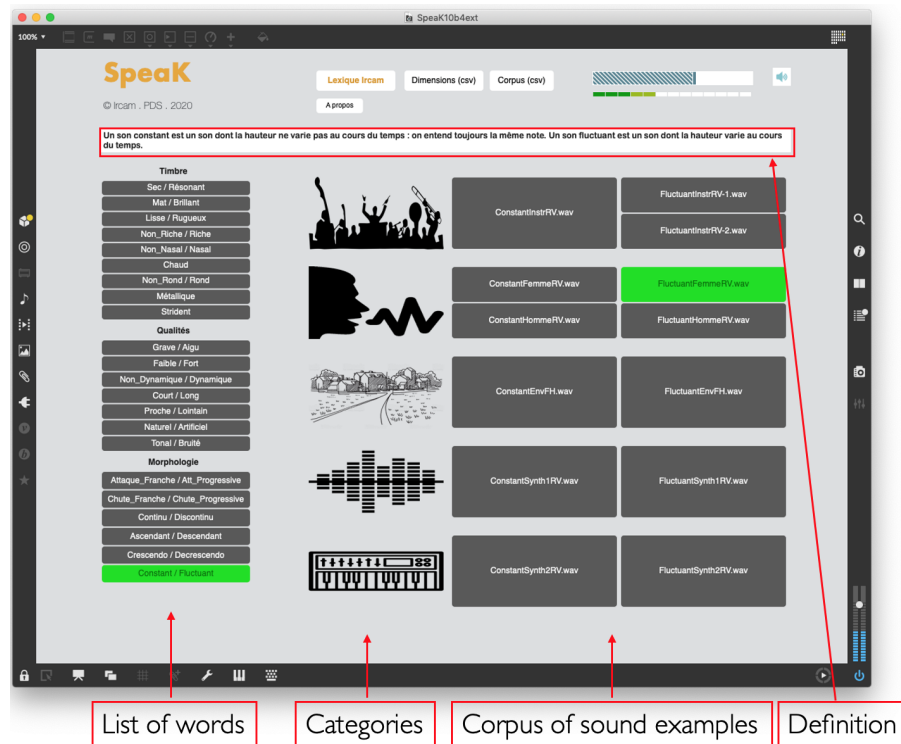 SpeaK10b4ext
100%
SpeaK
© Ircam . PDS . 2020
Lexique Ircam
Dimensions (csv)
Corpus (csv)
A propos
Un son constant est un son dont la hauteur ne varie pas au cours du temps : on entend toujours la même note. Un son fluctuant est un son dont la hauteur varie au cours
du temps.
Timbre
Sec / Résonant
Mat / Brillant
Lisse / Rugueux
Non_Riche / Riche
Non_Nasal / Nasal
Chaud
Non_Rond / Rond
Métallique
Strident
Qualités
Grave / Aigu
Faible / Fort
Non_Dynamique / Dynamique
Court / Long
Proche / Lointain
Naturel / Artificiel
Tonal / Bruité
Morphologie
Attaque_Franche / Att_Progressive
Chute_Franche / Chute_Progressive
Continu / Discontinu
Ascendant / Descendant
Crescendo / Decrescendo
Constant / Fluctuant
ConstantInstrRV.wav
FluctuantInstrRV-1.wav
FluctuantInstrRV-2.wav
ConstantFemmeRV.wav
FluctuantFemmeRV.wav
ConstantHommeRV.wav
FluctuantHommeRV.wav
ConstantEnvFH.wav
FluctuantEnvFH.wav
ConstantSynth1RV.wav
FluctuantSynth1RV.wav
ConstantSynth2RV.wav
FluctuantSynth2RV.wav
List of words
Categories
Corpus of sound examples
Definition